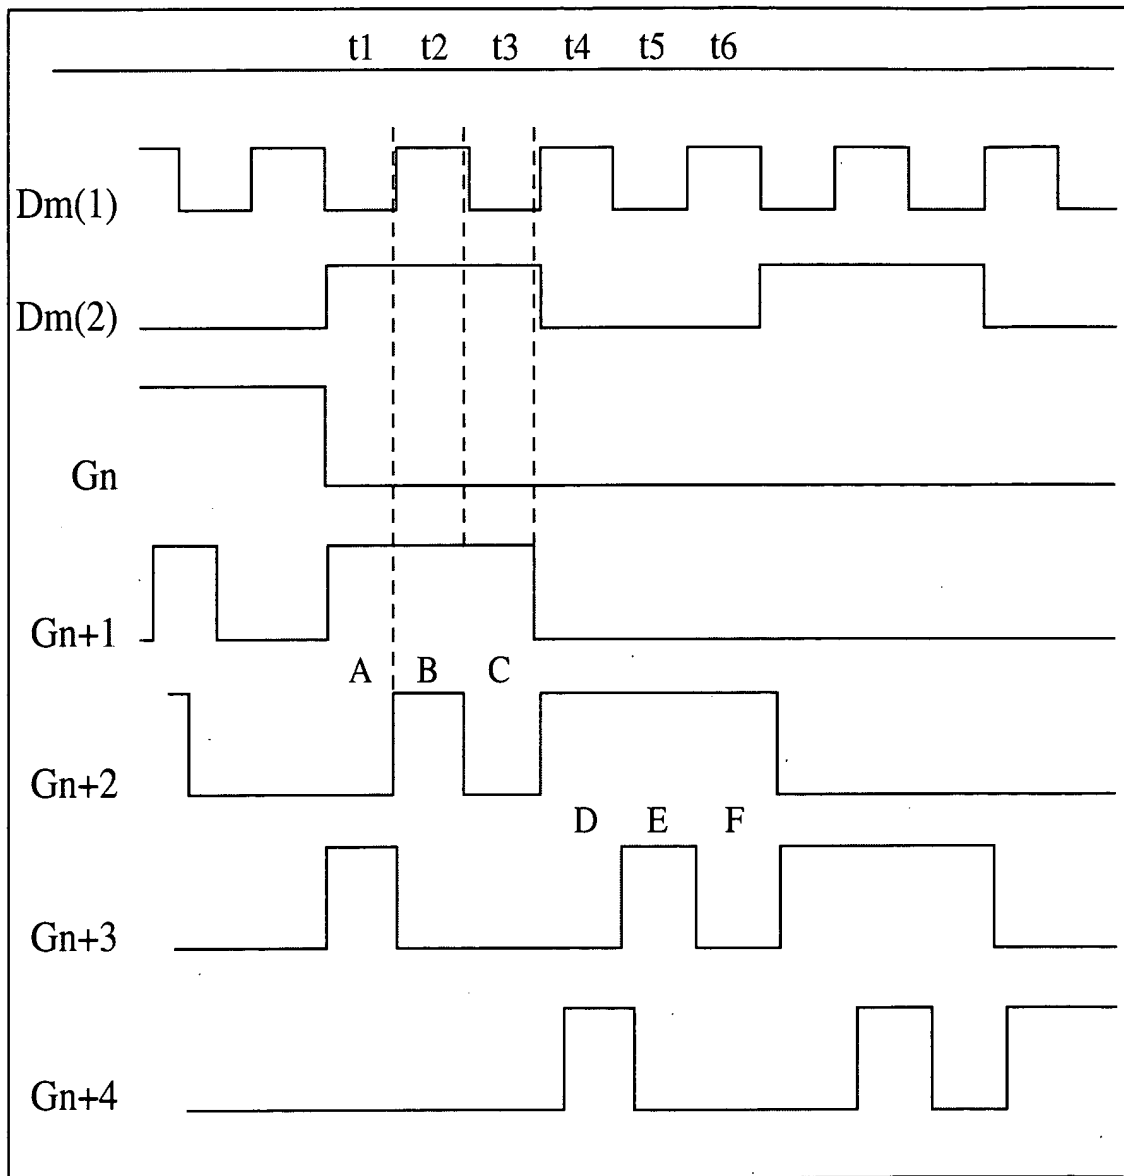 t1 t2 t3 t4 t5 t6
Dm(1)
Dm(2)
Gn
Gn+1
A B C
Gn+2
D E F
Gn+3
Gn+4